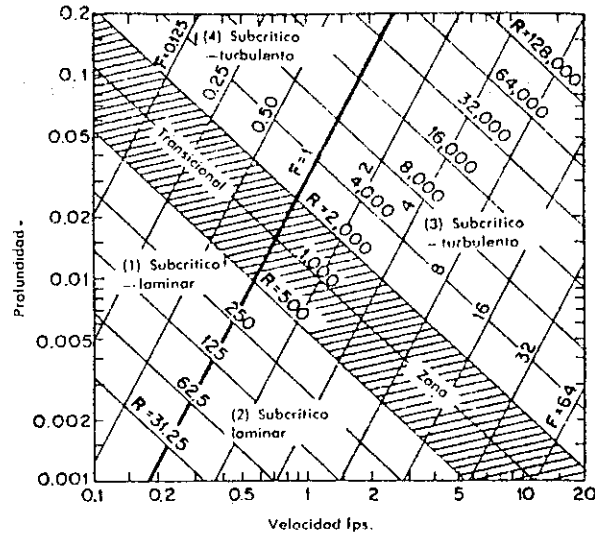 0.2
0.1
0.05
0.02
0.01
0.005
0.002
0.001
Profundidad -
0.1
0.2
0.5
1
2
5
10
20
Velocidad fps.
F=0.125
0.25
0.50
F=1
2
4
8
16
32
F=64
R=128,000
64,000
32,000
16,000
8,000
4,000
R=2,000
1,000
R=500
250
125
62.5
R=31.25
(4) Subcrítico
-turbulento
Transicional
(3) Subcrítico
-turbulento
(1) Subcrítico
-laminar
(2) Subcrítico
laminar
Zona